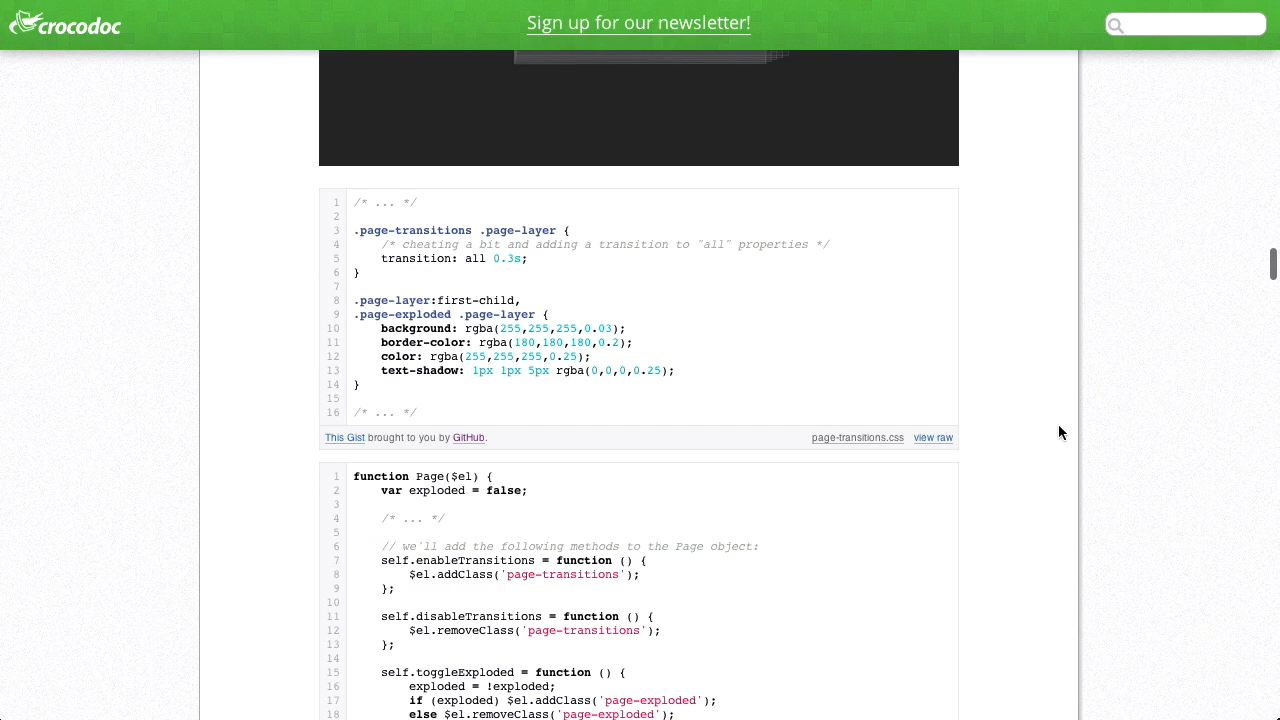 crocodoc
Sign up for our newsletter!
1 /* ... */
2
3 .page-transitions .page-layer {
4 /* cheating a bit and adding a transition to "all" properties */
5 transition: all 0.3s;
6 }
7
8 .page-layer:first-child,
9 .page-exploded .page-layer {
10 background: rgba(255,255,255,0.03);
11 border-color: rgba(180,180,180,0.2);
12 color: rgba(255,255,255,0.25);
13 text-shadow: 1px 1px 5px rgba(0,0,0,0.25);
14 }
15
16 /* ... */
This Gist brought to you by GitHub. page-transitions.css view raw
1 function Page($el) {
2 var exploded = false;
3
4 /* ... */
5
6 // we'll add the following methods to the Page object:
7 self.enableTransitions = function () {
8 $el.addClass('page-transitions');
9 };
10
11 self.disableTransitions = function () {
12 $el.removeClass('page-transitions');
13 };
14
15 self.toggleExploded = function () {
16 exploded = !exploded;
17 if (exploded) $el.addClass('page-exploded');
18 else $el.removeClass('page-exploded');